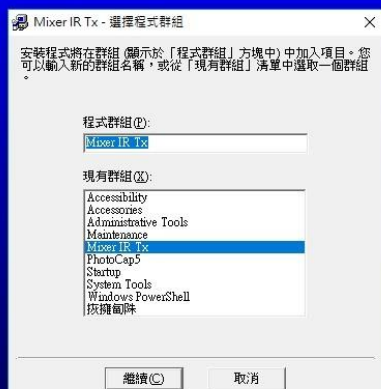 Mixer IR Tx - 選擇程式群組
安裝程式將在群組 (顯示於「程式群組」方塊中) 中加入項目。您
可以輸入新的群組名稱，或從「現有群組」清單中選取一個群組
。
程式群組(P):
Mixer IR Tx
現有群組(X):
Accessibility
Accessories
Administrative Tools
Maintenance
Mixer IR Tx
PhotoCap5
Startup
System Tools
Windows PowerShell
繼續(C)
取消